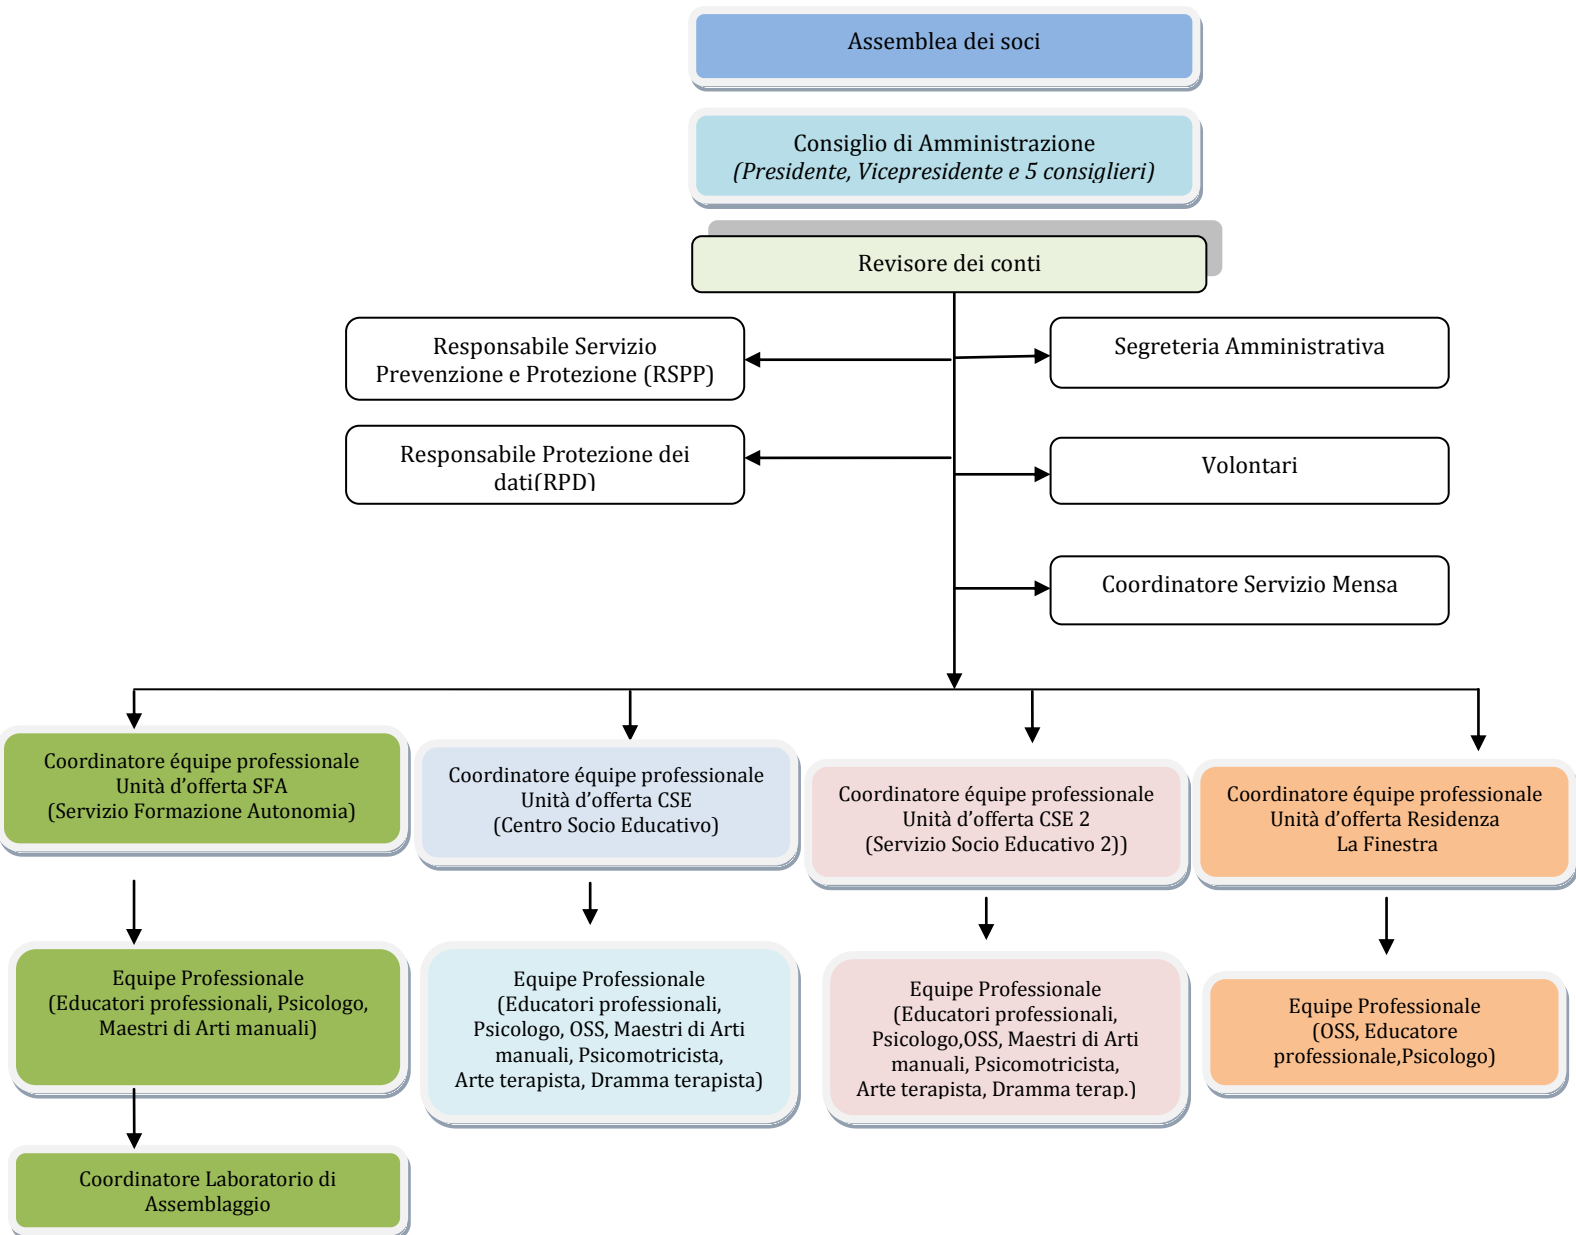 Assemblea dei soci
Consiglio di Amministrazione
(Presidente, Vicepresidente e 5 consiglieri)
Revisore dei conti
Responsabile Servizio
Prevenzione e Protezione (RSPP)
Segreteria Amministrativa
Responsabile Protezione dei
dati(RPD)
Volontari
Coordinatore Servizio Mensa
Coordinatore équipe professionale
Unità d’offerta SFA
(Servizio Formazione Autonomia)
Coordinatore équipe professionale
Unità d’offerta CSE
(Centro Socio Educativo)
Coordinatore équipe professionale
Unità d’offerta CSE 2
(Servizio Socio Educativo 2))
Coordinatore équipe professionale
Unità d’offerta Residenza
La Finestra
Equipe Professionale
(Educatori professionali, Psicologo,
Maestri di Arti manuali)
Equipe Professionale
(Educatori professionali,
Psicologo, OSS, Maestri di Arti
manuali, Psicomotricista,
Arte terapista, Dramma terapista)
Equipe Professionale
(Educatori professionali,
Psicologo,OSS, Maestri di Arti
manuali, Psicomotricista,
Arte terapista, Dramma terap.)
Equipe Professionale
(OSS, Educatore
professionale,Psicologo)
Coordinatore Laboratorio di
Assemblaggio